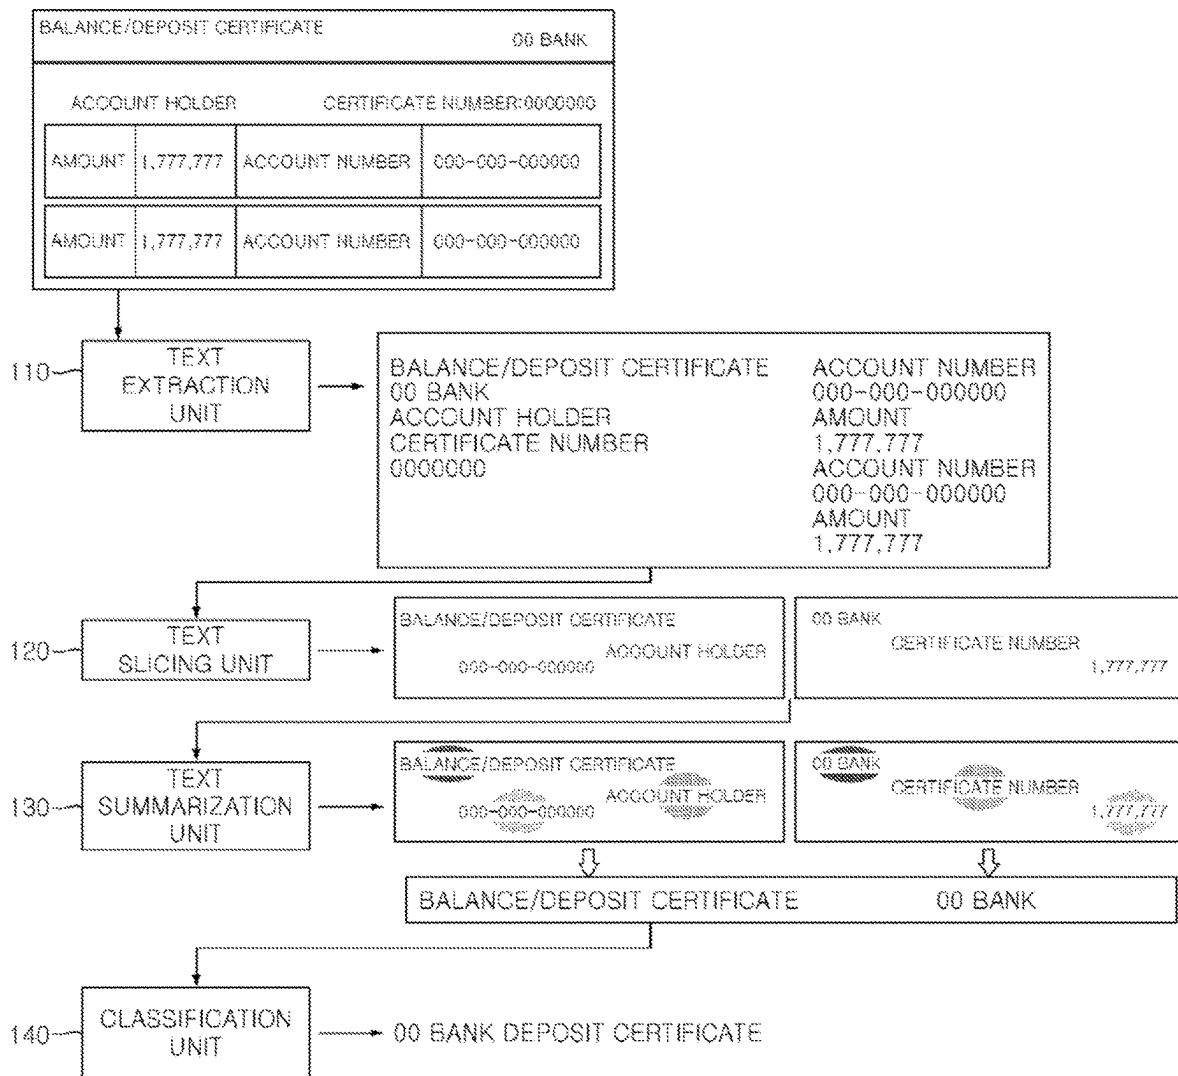 BALANCE/DEPOSIT CERTIFICATE
00 BANK
ACCOUNT HOLDER CERTIFICATE NUMBER:0000000
AMOUNT 1,777,777 ACCOUNT NUMBER 000-000-000000
AMOUNT 1,777,777 ACCOUNT NUMBER 000-000-000000
110
TEXT
EXTRACTION
UNIT
BALANCE/DEPOSIT CERTIFICATE
00 BANK
ACCOUNT HOLDER
CERTIFICATE NUMBER
0000000
ACCOUNT NUMBER
000-000-000000
AMOUNT
1,777,777
ACCOUNT NUMBER
000-000-000000
AMOUNT
1,777,777
120
TEXT
SLICING UNIT
BALANCE/DEPOSIT CERTIFICATE
ACCOUNT HOLDER
000-000-000000
00 BANK
CERTIFICATE NUMBER
1,777,777
130
TEXT
SUMMARIZATION
UNIT
BALANCE/DEPOSIT CERTIFICATE
ACCOUNT HOLDER
000-000-000000
00 BANK
CERTIFICATE NUMBER
1,777,777
BALANCE/DEPOSIT CERTIFICATE 00 BANK
140
CLASSIFICATION
UNIT
00 BANK DEPOSIT CERTIFICATE